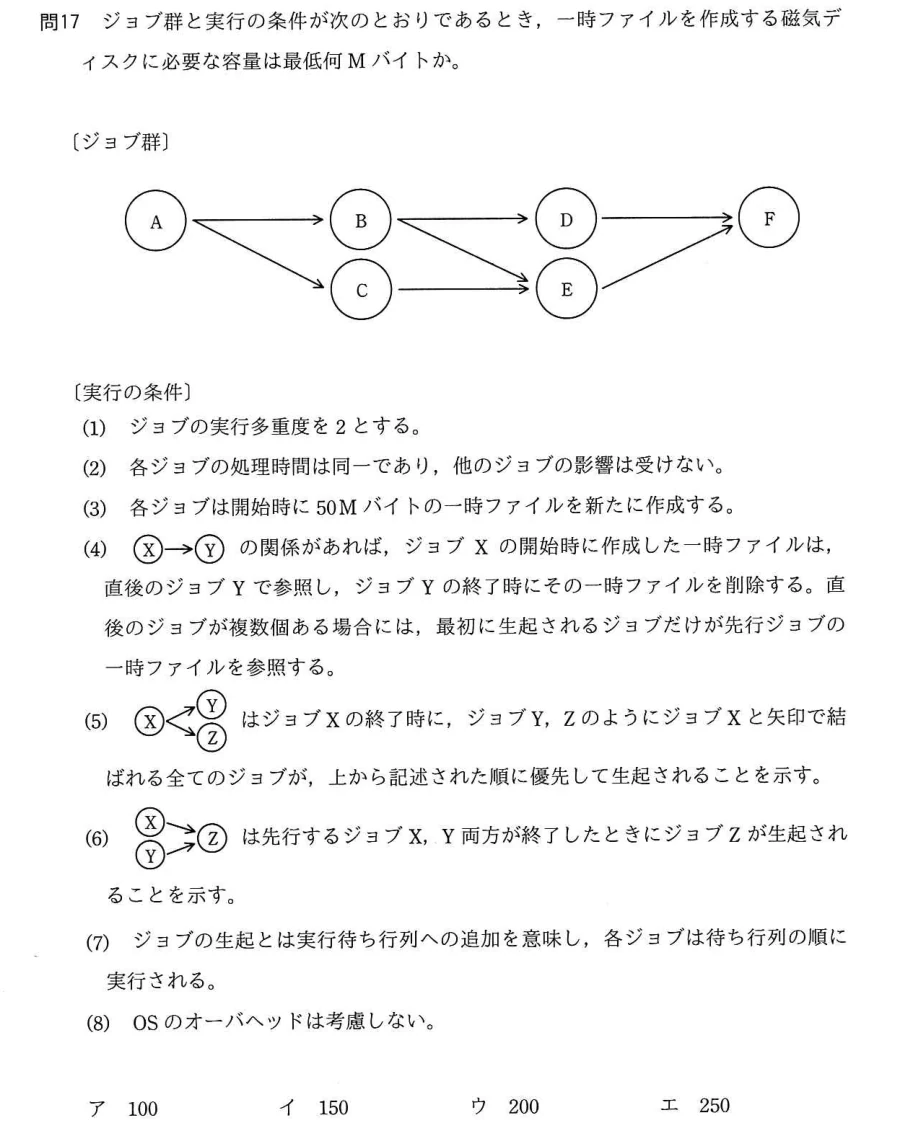 問17 ジョブ群と実行の条件が次のとおりであるとき，一時ファイルを作成する磁気デ
ィスクに必要な容量は最低何 M バイトか。
〔ジョブ群〕
A B D F
C E
〔実行の条件〕
(1) ジョブの実行多重度を 2 とする。
(2) 各ジョブの処理時間は同一であり，他のジョブの影響は受けない。
(3) 各ジョブは開始時に 50M バイトの一時ファイルを新たに作成する。
(4) X→Y の関係があれば，ジョブ X の開始時に作成した一時ファイルは，
直後のジョブ Y で参照し，ジョブ Y の終了時にその一時ファイルを削除する。直
後のジョブが複数個ある場合には，最初に生起されるジョブだけが先行ジョブの
一時ファイルを参照する。
(5) X Y Z はジョブ X の終了時に，ジョブ Y, Z のようにジョブ X と矢印で結
ばれる全てのジョブが，上から記述された順に優先して生起されることを示す。
(6) X Y Z は先行するジョブ X, Y 両方が終了したときにジョブ Z が生起され
ることを示す。
(7) ジョブの生起とは実行待ち行列への追加を意味し，各ジョブは待ち行列の順に
実行される。
(8) OS のオーバヘッドは考慮しない。
ア 100 イ 150 ウ 200 エ 250